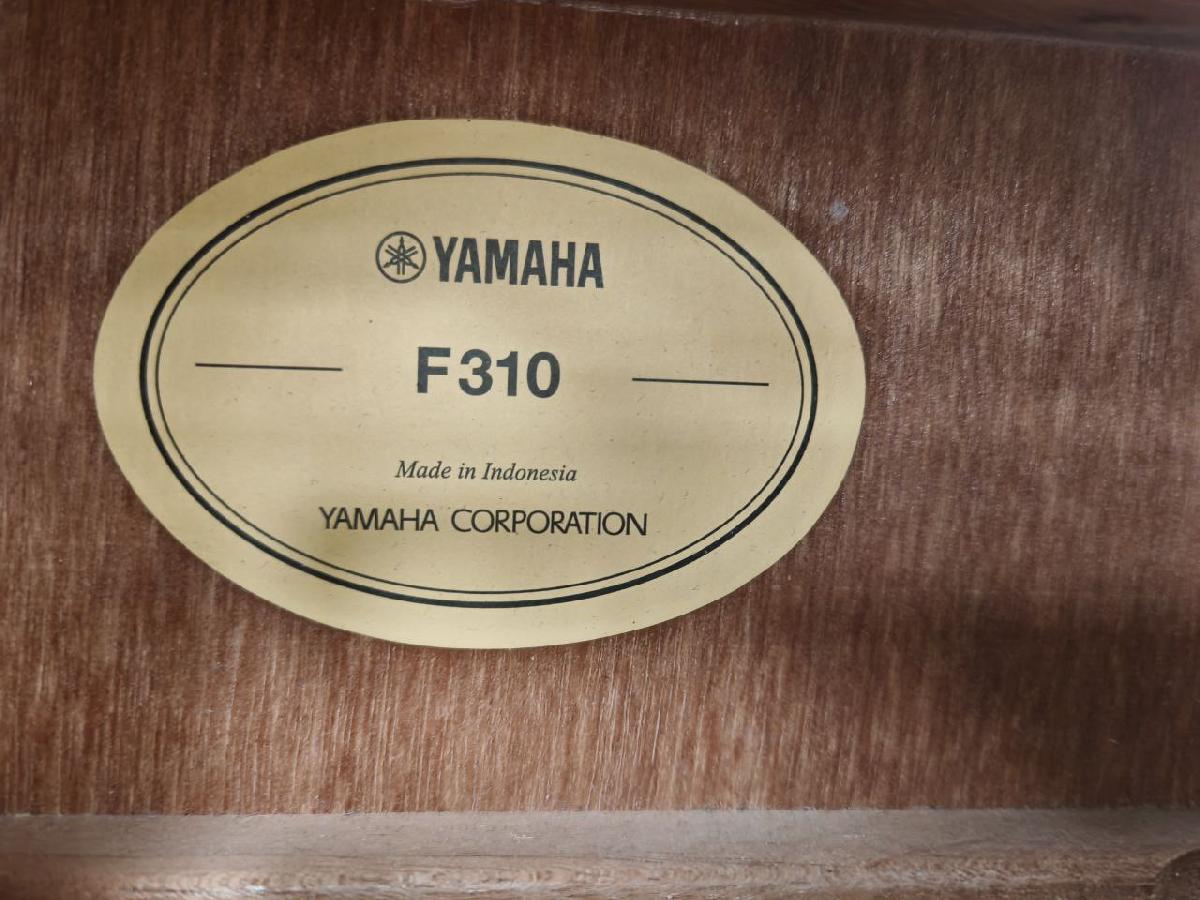 YAMAHA
F310
Made in Indonesia
YAMAHA CORPORATION